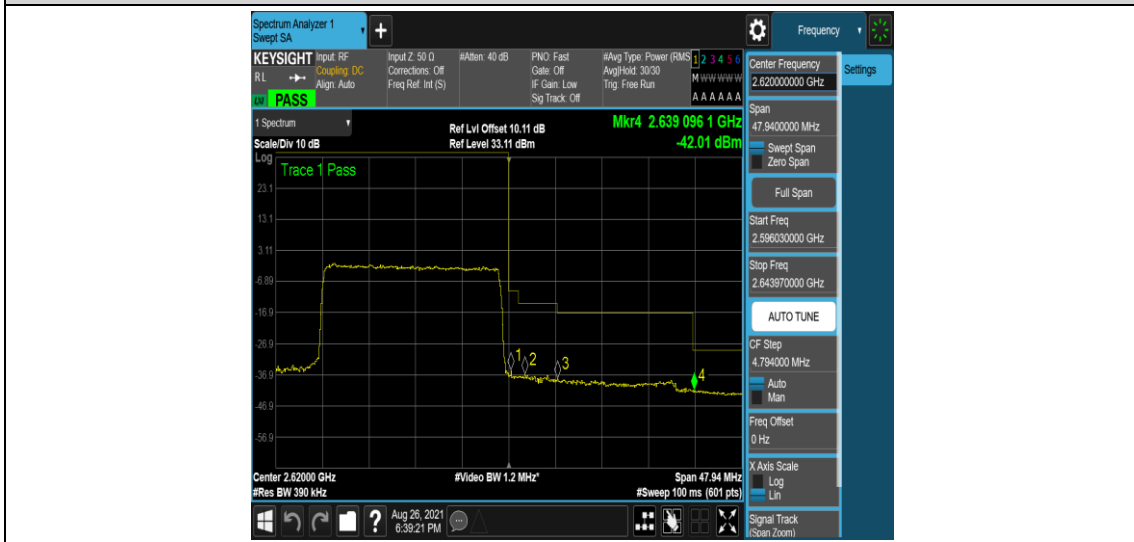 Spectrum Analyzer 1
Swept SA
Frequency
KEYSIGHT
Input: RF
Coupling: DC
Align: Auto
Input Z: 50 Ω
Corrections: Off
Freq Ref: Int (S)
#Atten: 40 dB
PNO: Fast
Gate: Off
IF Gain: Low
Sig Track: Off
#Avg Type: Power (RMS
Avg|Hold: 30/30
Trig: Free Run
1 2 3 4 5 6
M W W W W W
A A A A A A
R L
PASS
1 Spectrum
Scale/Div 10 dB
Ref Lvl Offset 10.11 dB
Ref Level 33.11 dBm
Mkr4 2.639 096 1 GHz
-42.01 dBm
Log
Trace 1 Pass
23.1
13.1
3.11
-6.89
-16.9
-26.9
-36.9
-46.9
-56.9
1
2
3
4
Center 2.62000 GHz
#Res BW 390 kHz
#Video BW 1.2 MHz*
Span 47.94 MHz
#Sweep 100 ms (601 pts)
?
Aug 26, 2021
6:39:21 PM
Center Frequency
2.620000000 GHz
Settings
Span
47.9400000 MHz
Swept Span
Zero Span
Full Span
Start Freq
2.596030000 GHz
Stop Freq
2.643970000 GHz
AUTO TUNE
CF Step
4.794000 MHz
Auto
Man
Freq Offset
0 Hz
X Axis Scale
Log
Lin
Signal Track
(Span Zoom)